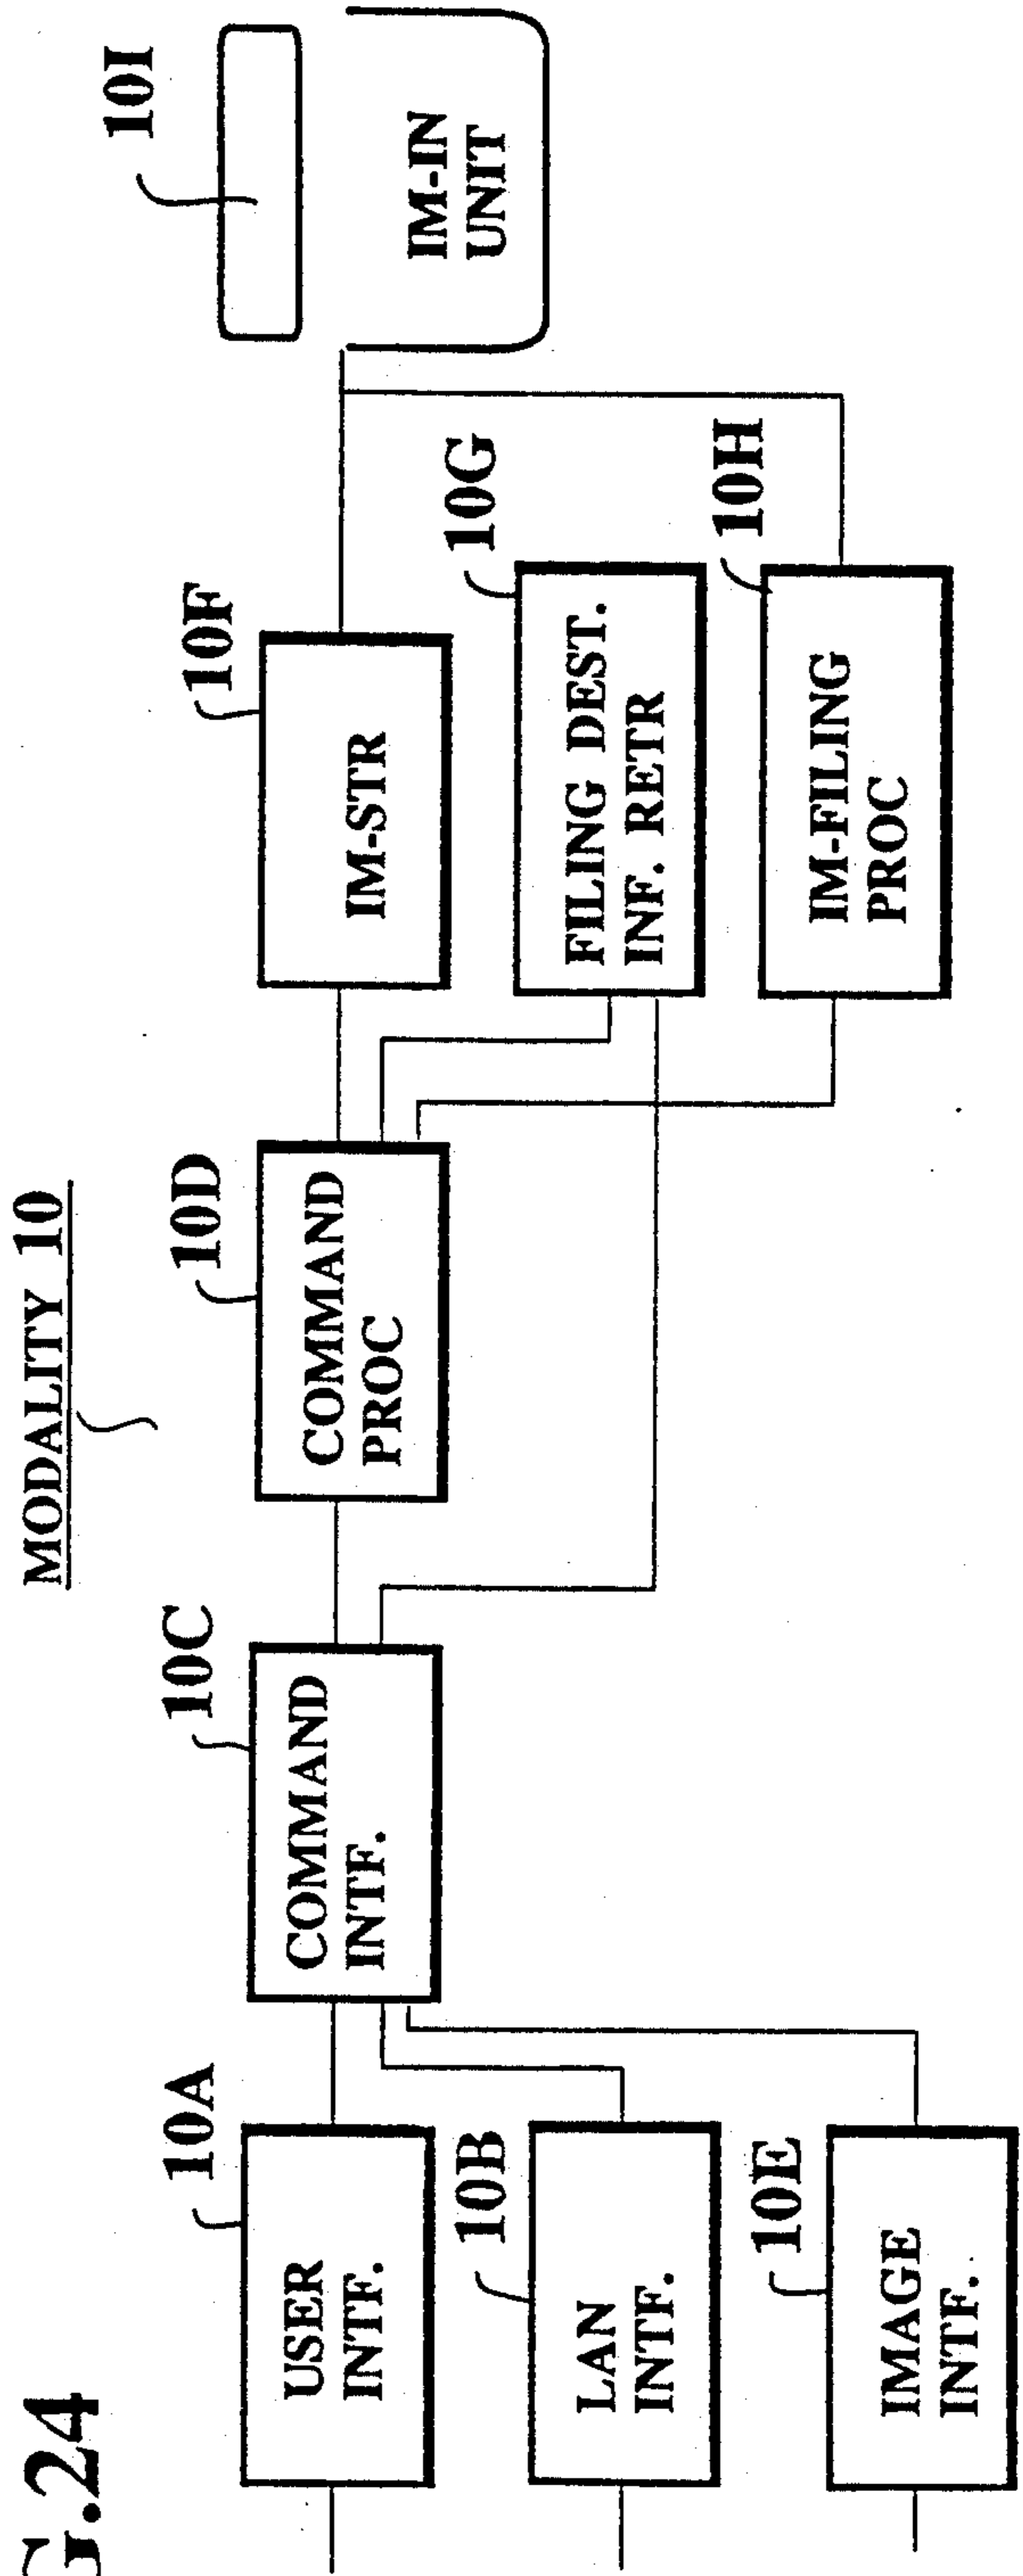 G.24
MODALITY 10
10A
USER
INTF.
10B
LAN
INTF.
10E
IMAGE
INTF.
10C
COMMAND
INTF.
10D
COMMAND
PROC
10F
IM-STR
10G
FILING DEST.
INF. RETR
10H
IM-FILING
PROC
10I
IM-IN
UNIT